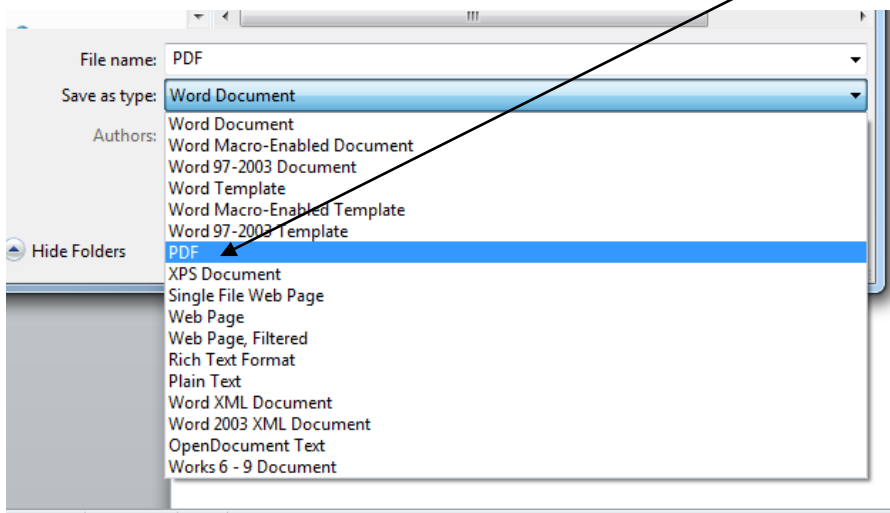 File name: PDF
Save as type: Word Document
Authors:
Word Document
Word Macro-Enabled Document
Word 97-2003 Document
Word Template
Word Macro-Enabled Template
Word 97-2003 Template
Hide Folders
PDF
XPS Document
Single File Web Page
Web Page
Web Page, Filtered
Rich Text Format
Plain Text
Word XML Document
Word 2003 XML Document
OpenDocument Text
Works 6 - 9 Document